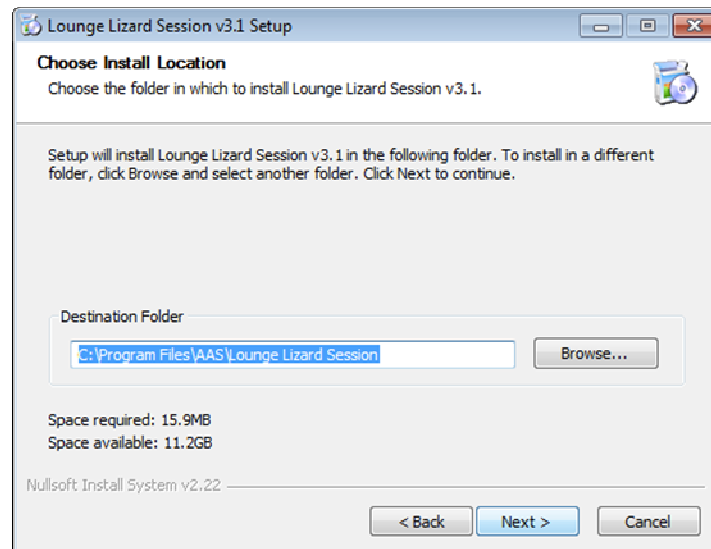 Lounge Lizard Session v3.1 Setup
Choose Install Location
Choose the folder in which to install Lounge Lizard Session v3.1.
Setup will install Lounge Lizard Session v3.1 in the following folder. To install in a different
folder, click Browse and select another folder. Click Next to continue.
Destination Folder
C:\Program Files\AAS\Lounge Lizard Session
Browse...
Space required: 15.9MB
Space available: 11.2GB
Nullsoft Install System v2.22
< Back
Next >
Cancel